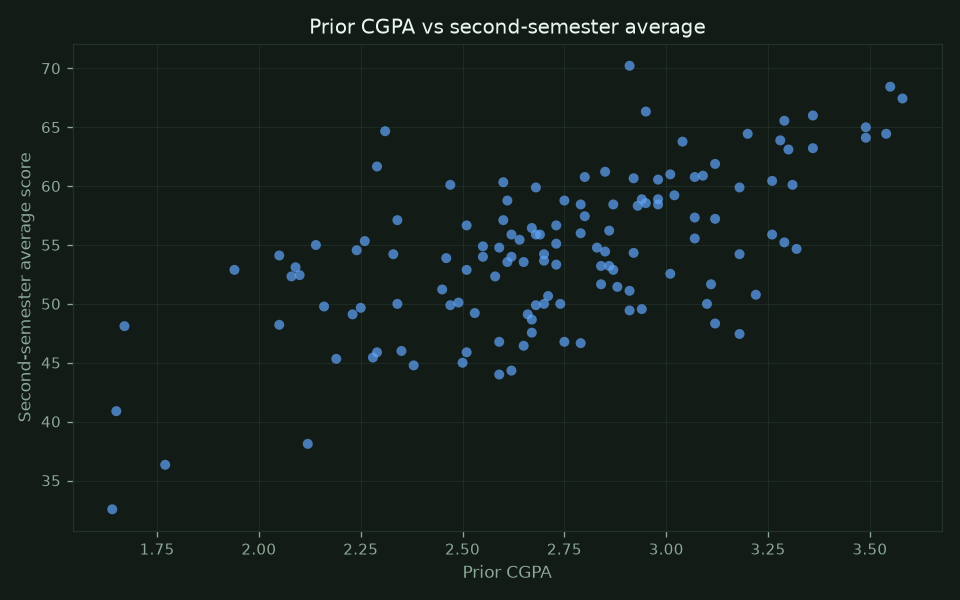 Prior CGPA vs second-semester average
Second-semester average score
70
65
60
55
50
45
40
35
1.75 2.00 2.25 2.50 2.75 3.00 3.25 3.50
Prior CGPA